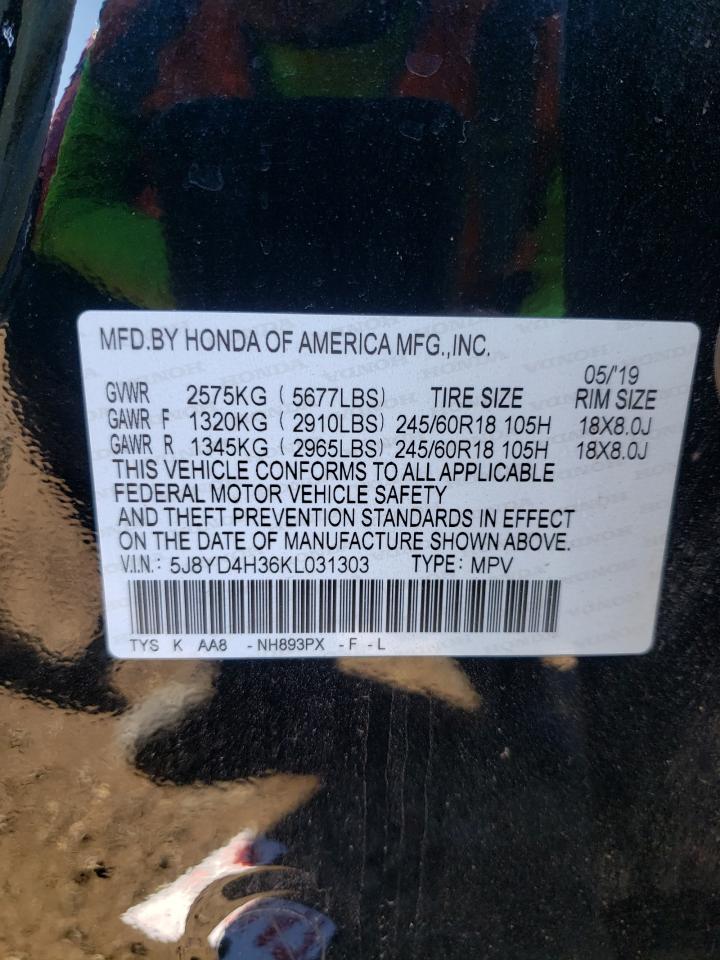 MFD.BY HONDA OF AMERICA MFG.,INC.
05/'19
GVWR 2575KG ( 5677LBS) TIRE SIZE RIM SIZE
GAWR F 1320KG ( 2910LBS) 245/60R18 105H 18X8.0J
GAWR R 1345KG ( 2965LBS) 245/60R18 105H 18X8.0J
THIS VEHICLE CONFORMS TO ALL APPLICABLE
FEDERAL MOTOR VEHICLE SAFETY
AND THEFT PREVENTION STANDARDS IN EFFECT
ON THE DATE OF MANUFACTURE SHOWN ABOVE.
V.I.N.: 5J8YD4H36KL031303 TYPE: MPV
TYS K AA8 -NH893PX -F -L